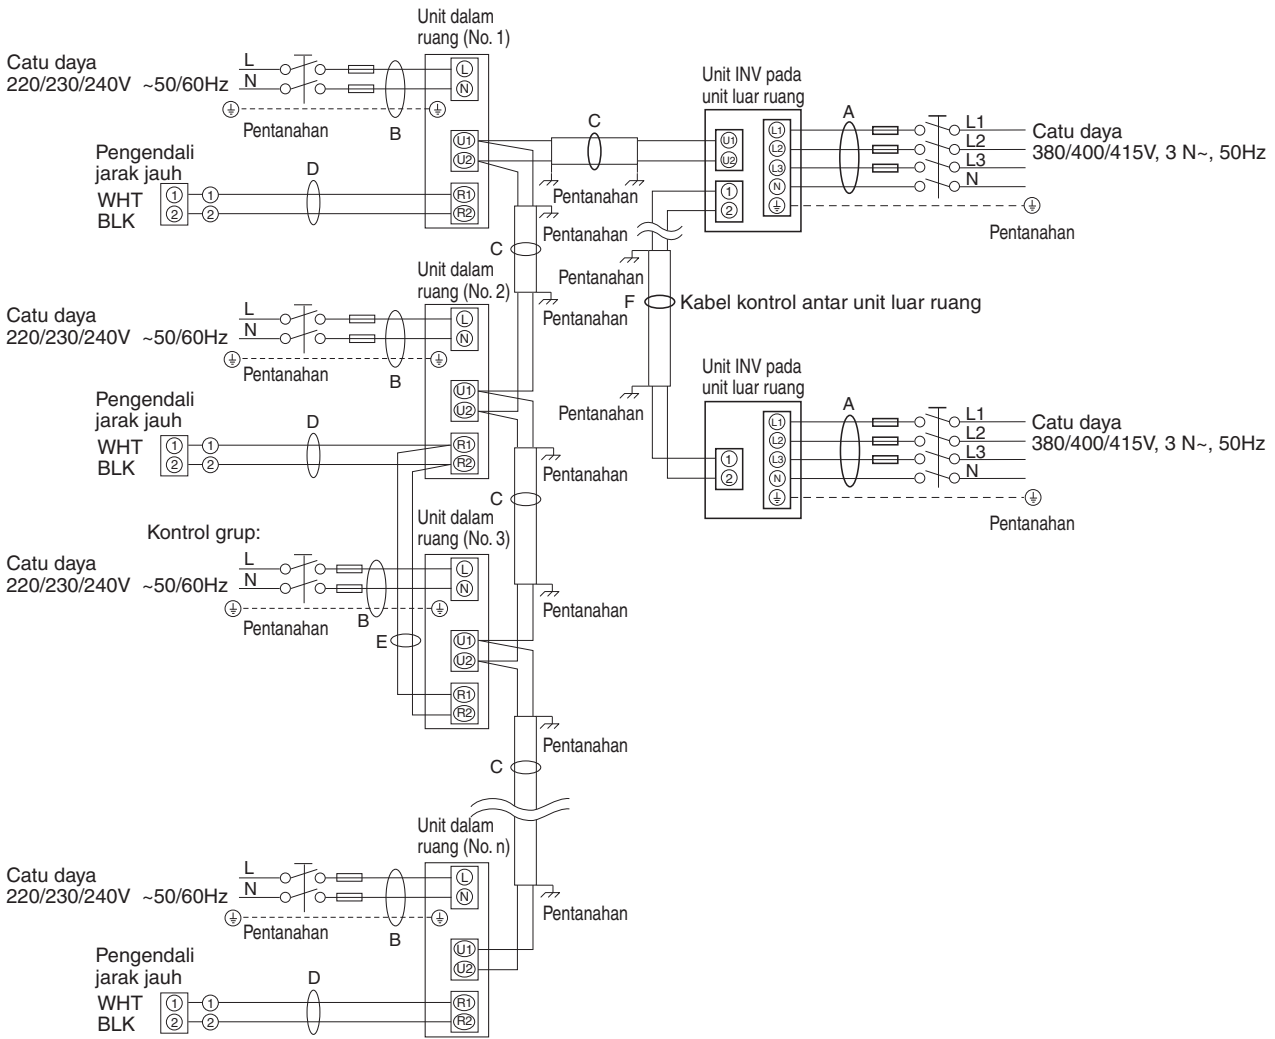 Unit dalam
ruang (No. 1)
Catu daya
220/230/240V ~50/60Hz
L
N
L
N
Pentanahan
B
U1
U2
Pengendali
jarak jauh
WHT
BLK
1
2
1
2
D
R1
R2
C
Pentanahan
Unit INV pada
unit luar ruang
U1
U2
1
2
L1
L2
L3
N
A
L1
L2
L3
N
Catu daya
380/400/415V, 3 N~, 50Hz
Pentanahan
Pentanahan
C
Pentanahan
Pentanahan
F
Kabel kontrol antar unit luar ruang
Pentanahan
Unit dalam
ruang (No. 2)
Catu daya
220/230/240V ~50/60Hz
L
N
L
N
Pentanahan
B
U1
U2
Pengendali
jarak jauh
WHT
BLK
1
2
1
2
D
R1
R2
Unit INV pada
unit luar ruang
1
2
L1
L2
L3
N
A
L1
L2
L3
N
Catu daya
380/400/415V, 3 N~, 50Hz
Pentanahan
Pentanahan
C
Pentanahan
Kontrol grup:
Unit dalam
ruang (No. 3)
Catu daya
220/230/240V ~50/60Hz
L
N
L
N
Pentanahan
B
E
U1
U2
R1
R2
Pentanahan
C
Pentanahan
Unit dalam
ruang (No. n)
Catu daya
220/230/240V ~50/60Hz
L
N
L
N
Pentanahan
B
U1
U2
Pengendali
jarak jauh
WHT
BLK
1
2
1
2
D
R1
R2